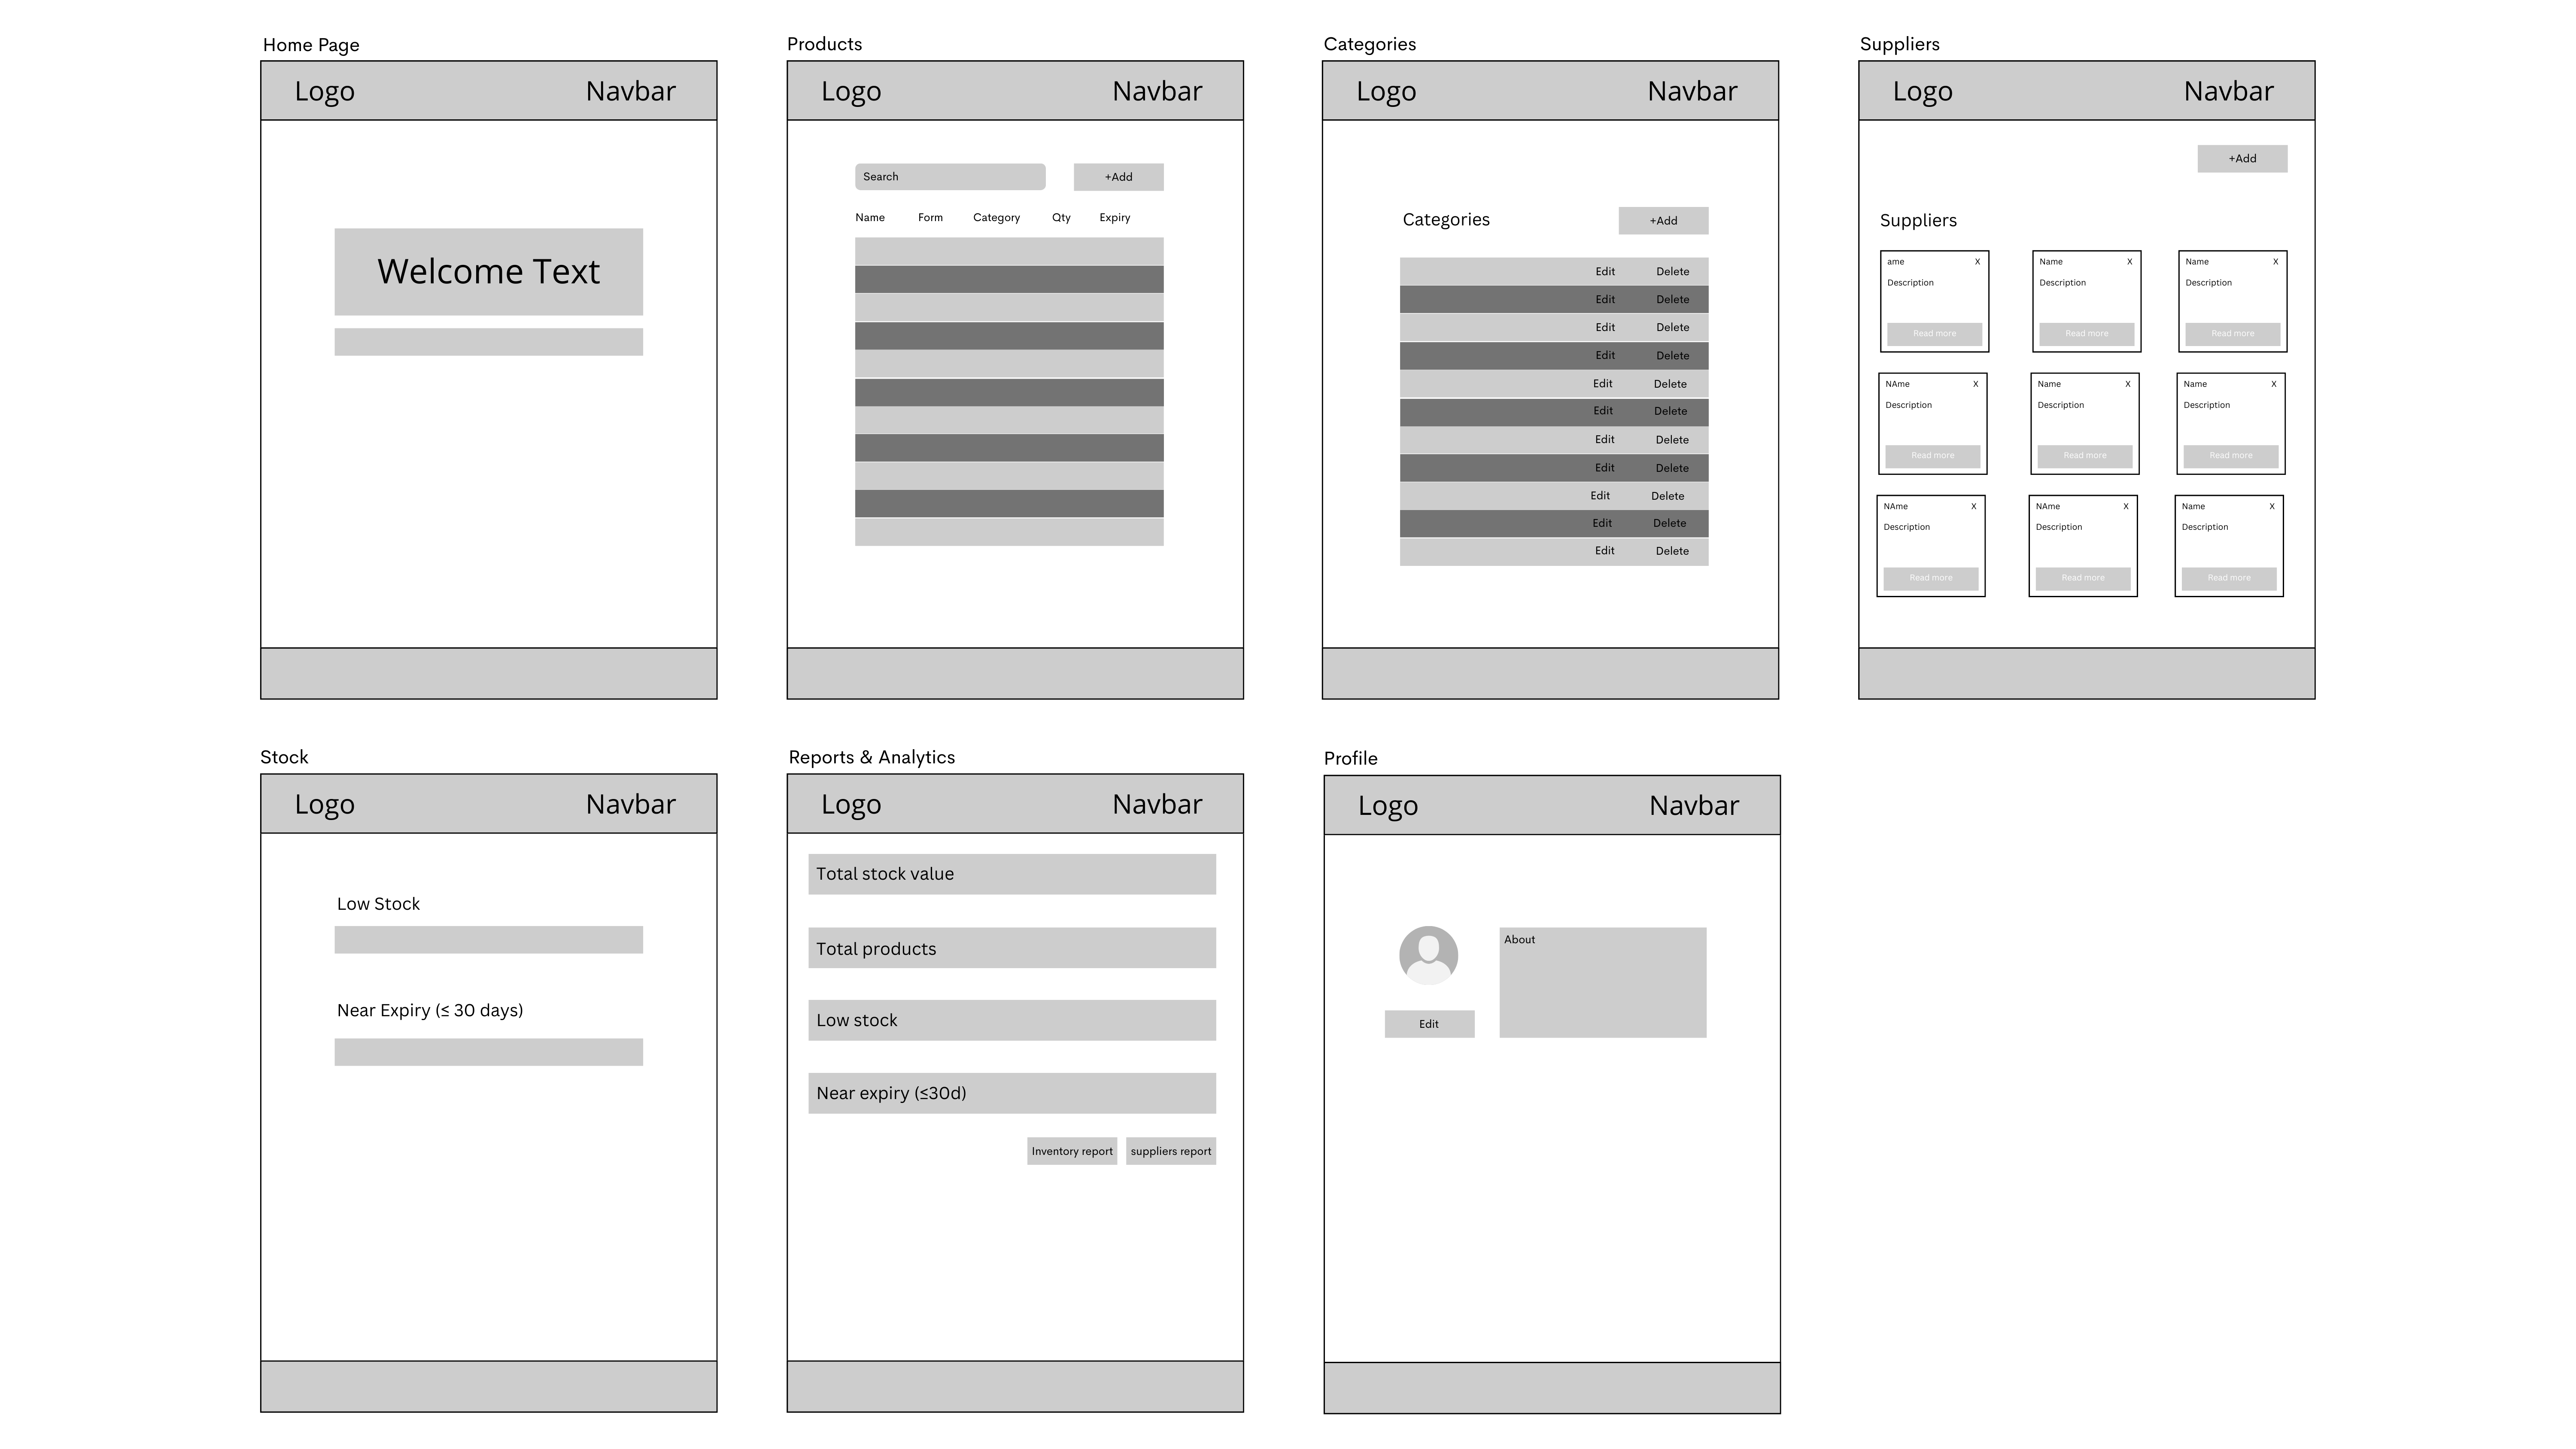 Home Page
Logo Navbar
Welcome Text
Products
Logo Navbar
Search +Add
Name Form Category Qty Expiry
Categories
Logo Navbar
Categories +Add
Edit Delete
Edit Delete
Edit Delete
Edit Delete
Edit Delete
Edit Delete
Edit Delete
Edit Delete
Edit Delete
Edit Delete
Edit Delete
Suppliers
Logo Navbar
+Add
Suppliers
ame X Name X Name X
Description Description Description
Read more Read more Read more
NAme X Name X Name X
Description Description Description
Read more Read more Read more
NAme X NAme X Name X
Description Description Description
Read more Read more Read more
Stock
Logo Navbar
Low Stock
Near Expiry (≤ 30 days)
Reports & Analytics
Logo Navbar
Total stock value
Total products
Low stock
Near expiry (≤30d)
Inventory report suppliers report
Profile
Logo Navbar
About
Edit